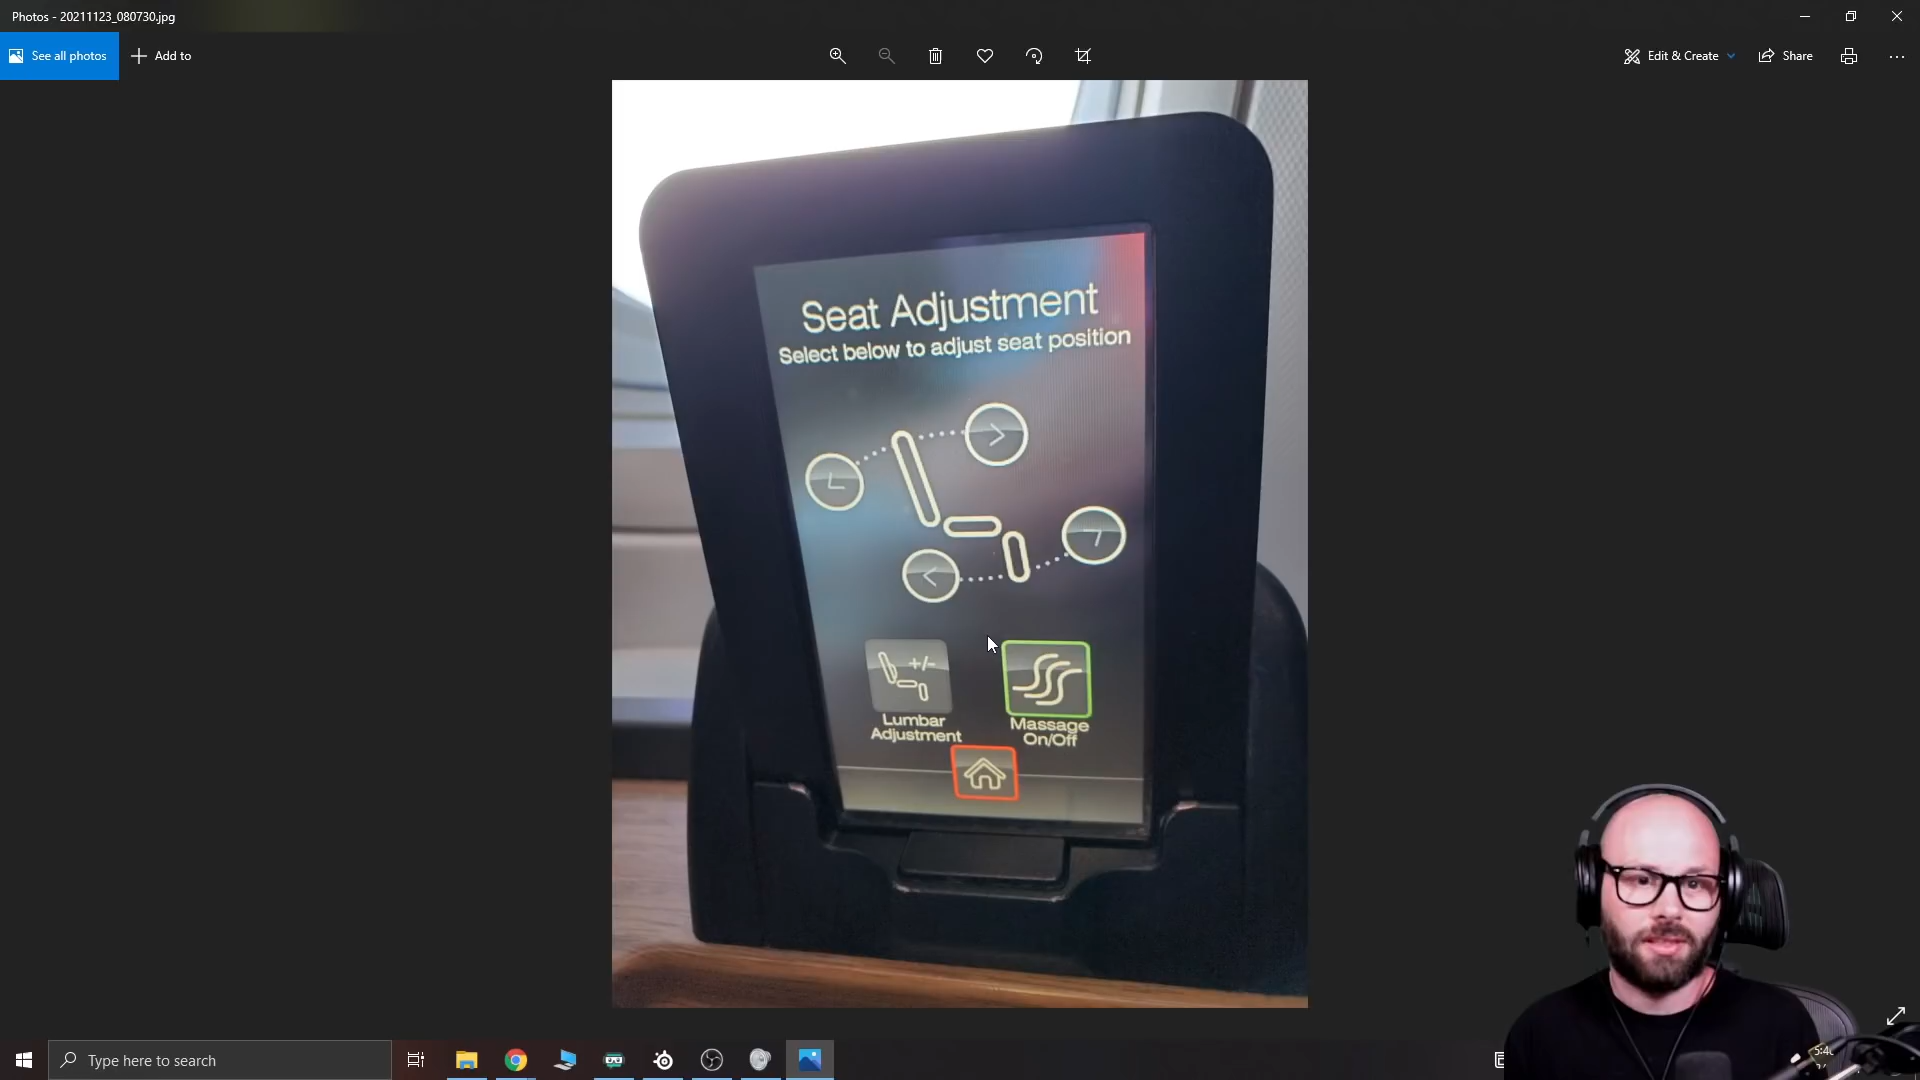 Photos - 20211123_080730.jpg
See all photos
Add to
Edit & Create
Share
Seat Adjustment
Select below to adjust seat position
+/-
Lumbar
Adjustment
Massage
On/Off
Type here to search